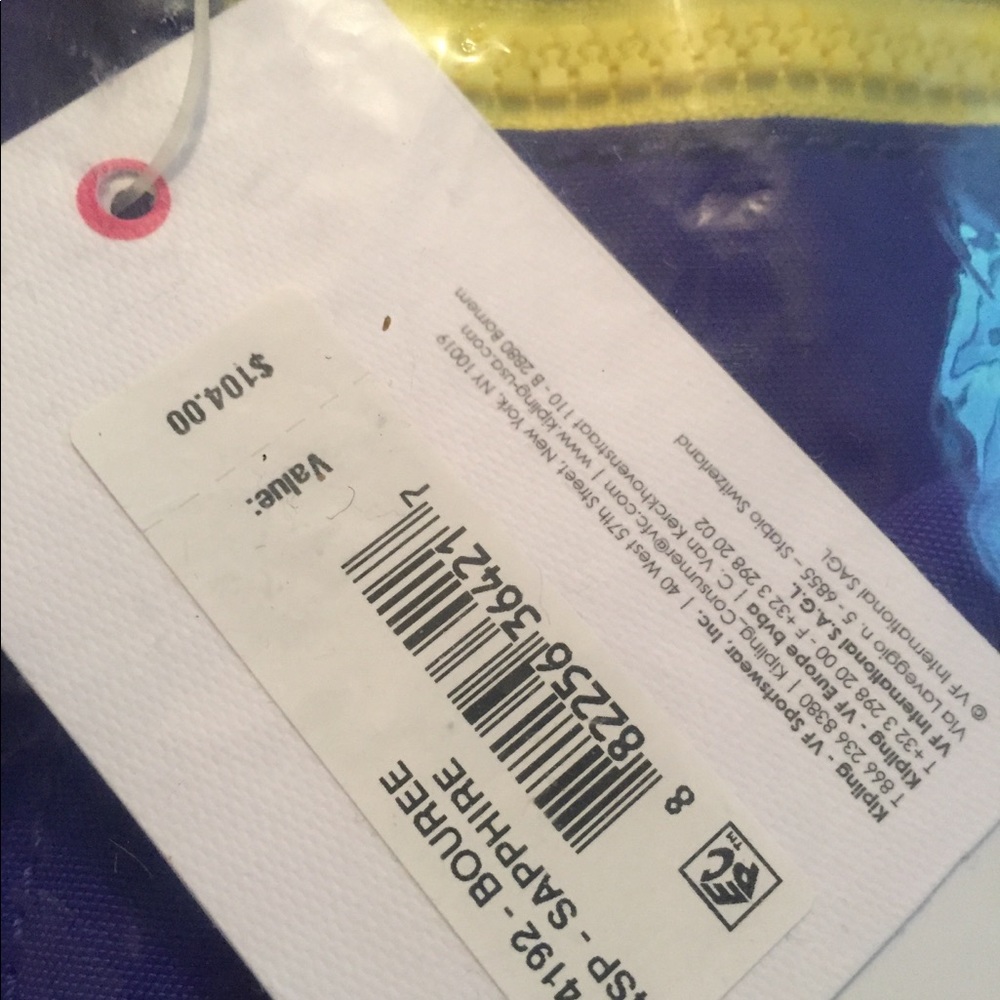 4192 - BOUREE
SP - SAPPHIRE
8 82256 36421 7
Value:
$104.00
EPC™
Kipling - VF Sportswear, Inc. | 40 West 57th Street, New York, NY 10019
T 866 236 8380 | Kipling_Consumer@vfc.com | www.kipling-usa.com
Kipling - VF Europe bvba | C. Van Kerckhovenstraat 110 - B 2880 Bornem
T +32 3 298 20 00 - F +32 3 298 20 02
VF International S.A.G.L
Via Laveggio n. 5 - 6855 - Stabio Switzerland
© VF International SAGL